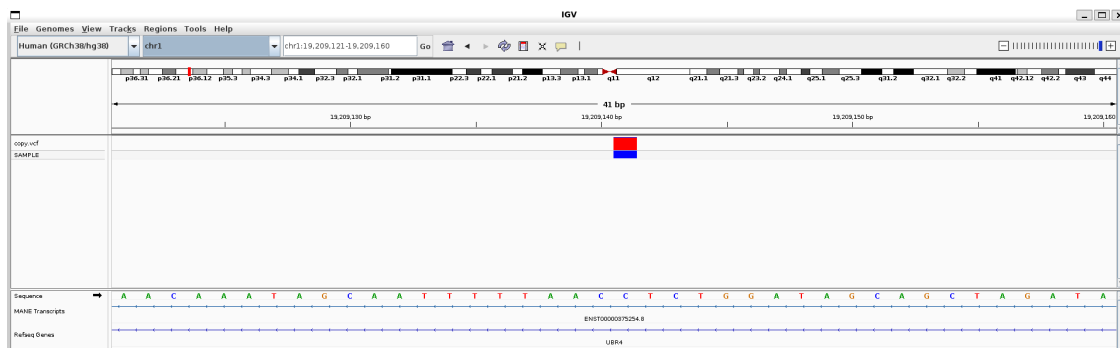 IGV
File Genomes View Tracks Regions Tools Help
Human (GRCh38/hg38) chr1 chr1:19,209,121-19,209,160 Go
p36.31 p36.21 p36.12 p35.3 p34.3 p34.1 p32.3 p32.1 p31.2 p31.1 p22.3 p22.1 p21.2 p13.3 p13.1 q11 q12 q21.1 q21.3 q23.2 q24.1 q25.1 q25.3 q31.2 q32.1 q32.2 q41 q42.12 q42.2 q43 q44
41 bp
19,209,130 bp 19,209,140 bp 19,209,150 bp 19,209,160
copy.vcf
SAMPLE
Sequence A A C A A A T A G C A A T T T T T A A C C T C T G G A T A G C A G C T A G A T A
MANE Transcripts
ENST00000375254.8
Refseq Genes
UBR4